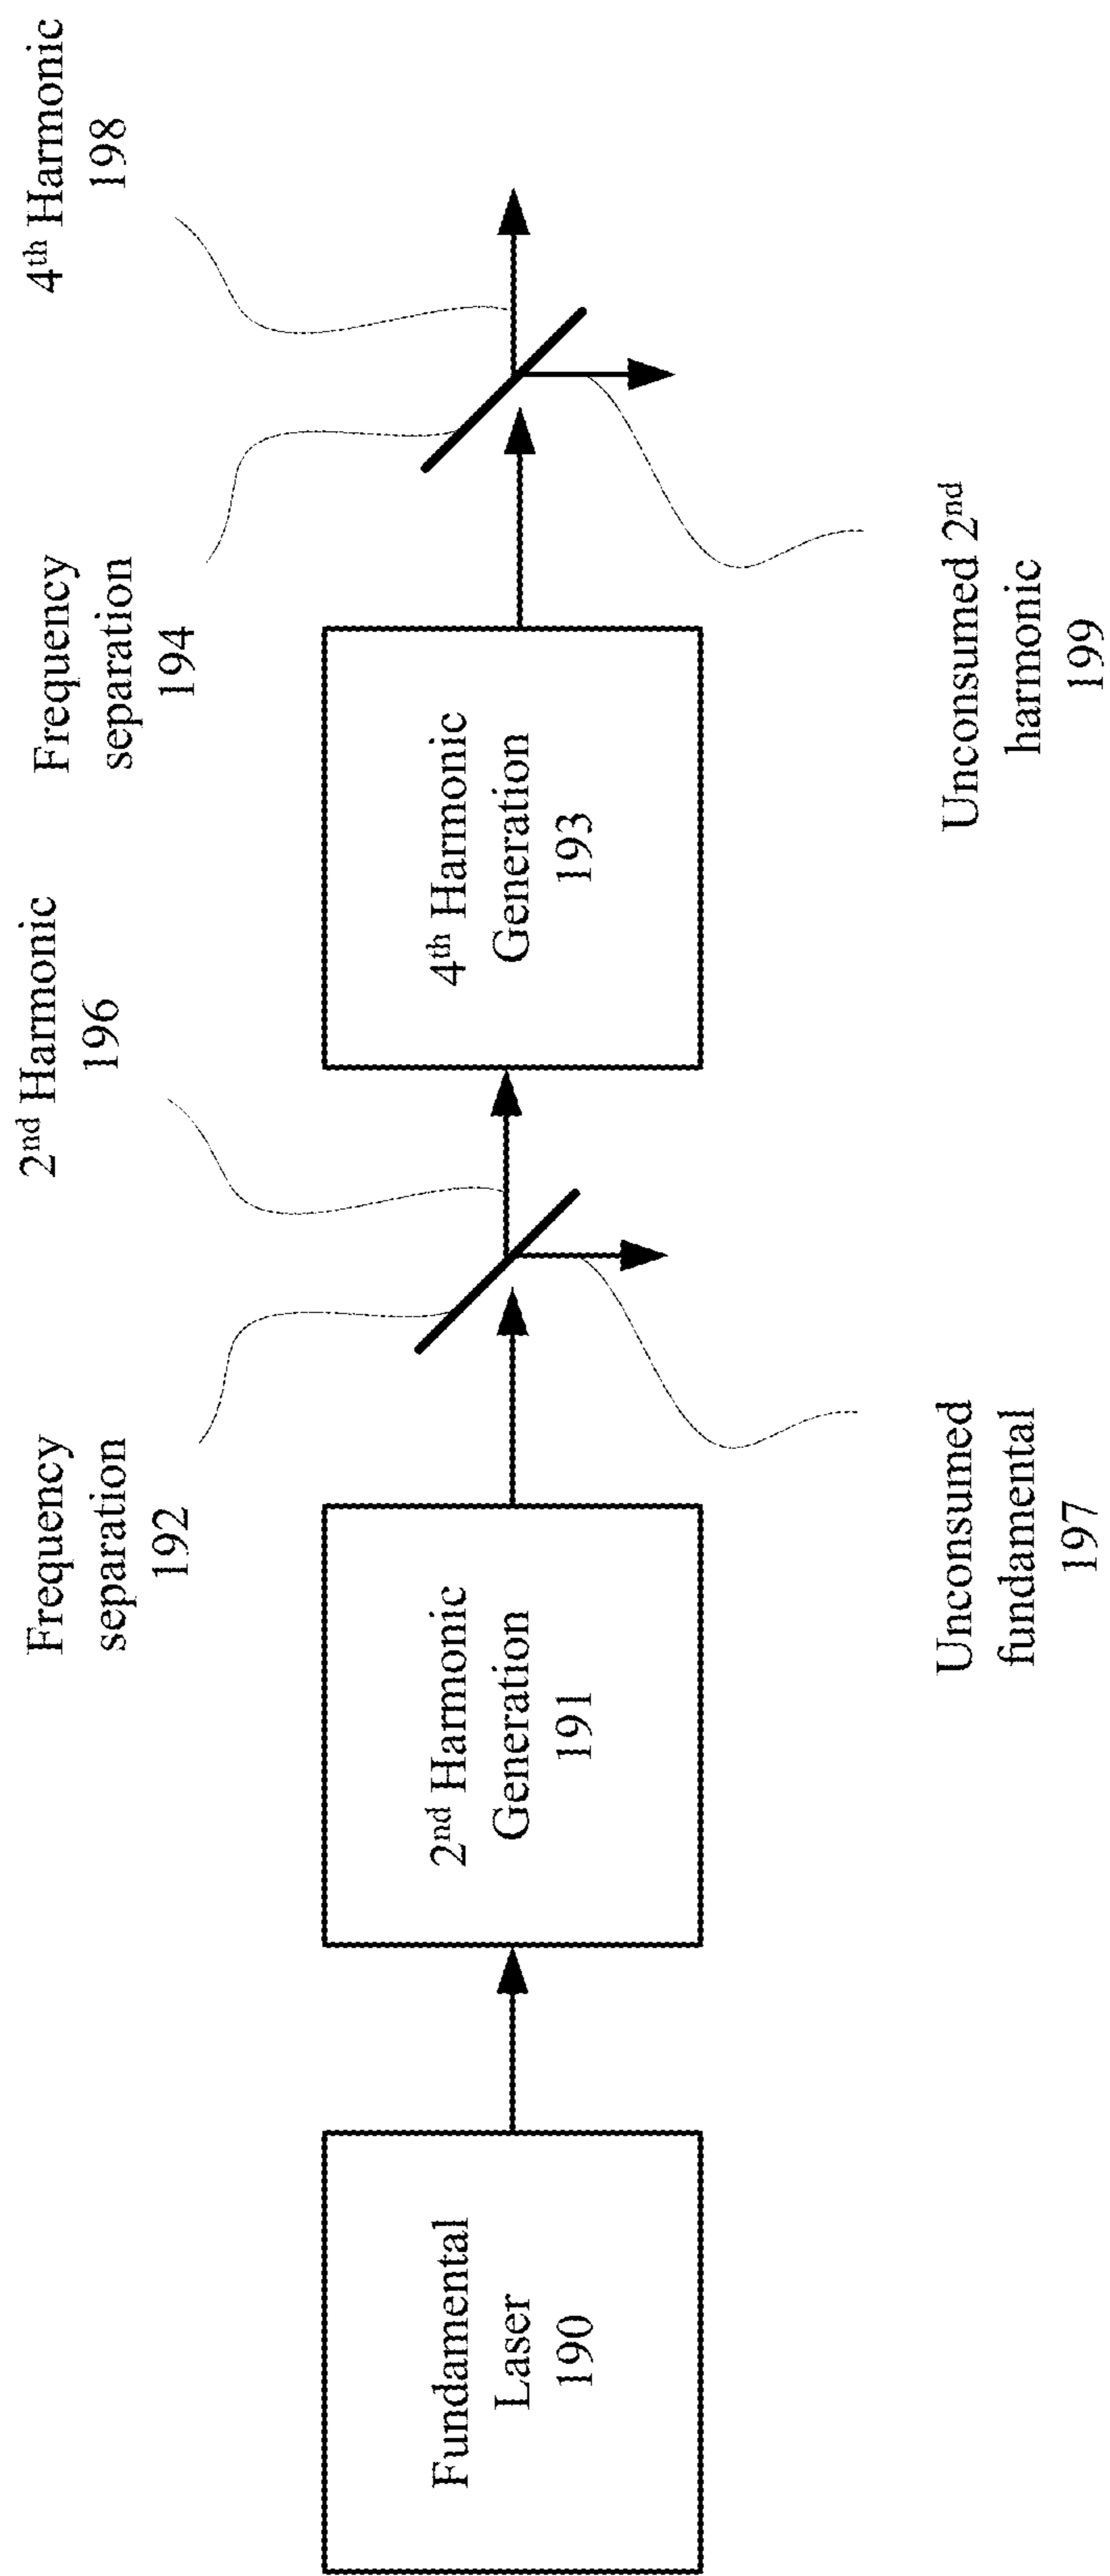 Fundamental
Laser
190
2nd Harmonic
Generation
191
Frequency
separation
192
2nd Harmonic
196
Unconsumed
fundamental
197
4th Harmonic
Generation
193
Frequency
separation
194
4th Harmonic
198
Unconsumed 2nd
harmonic
199